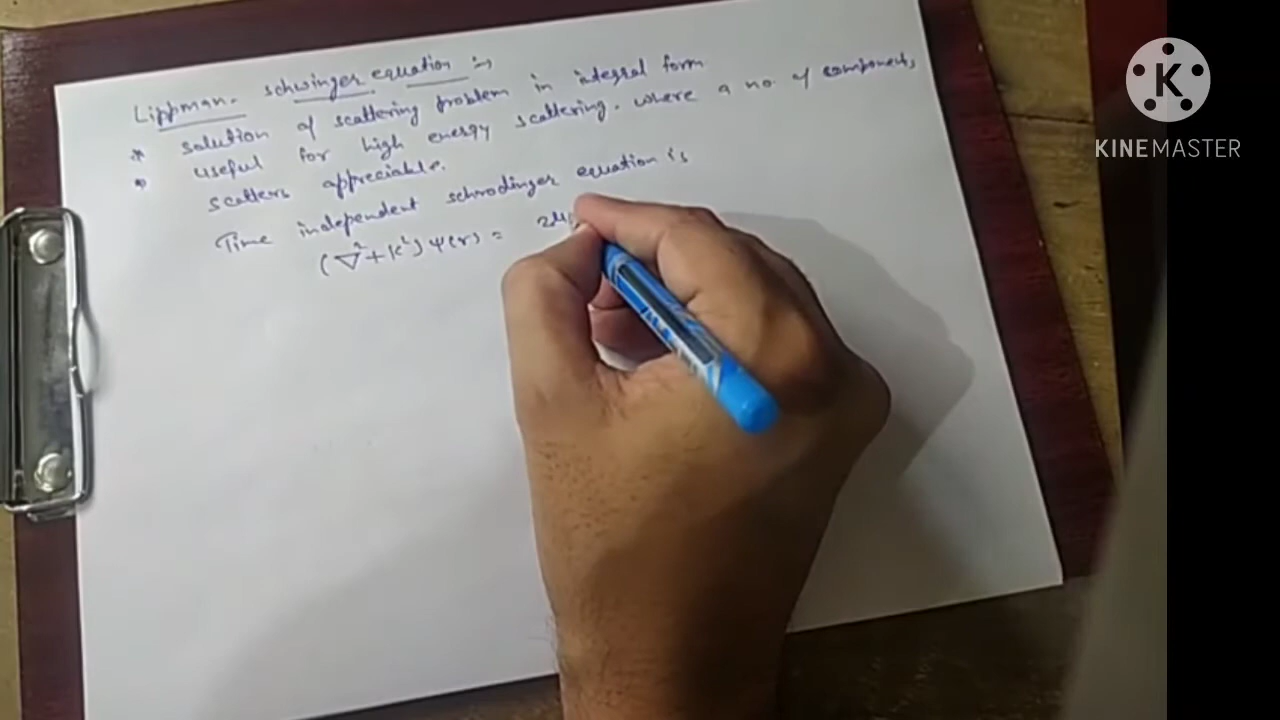 Lippman- schwinger equation :-
* solution of scattering problem in integral form
* useful for high energy scattering. where a no. of components
scatters appreciable.
Time independent schrodinger equation is
(∇² + k²) ψ(r) = 2μ
K
KINEMASTER